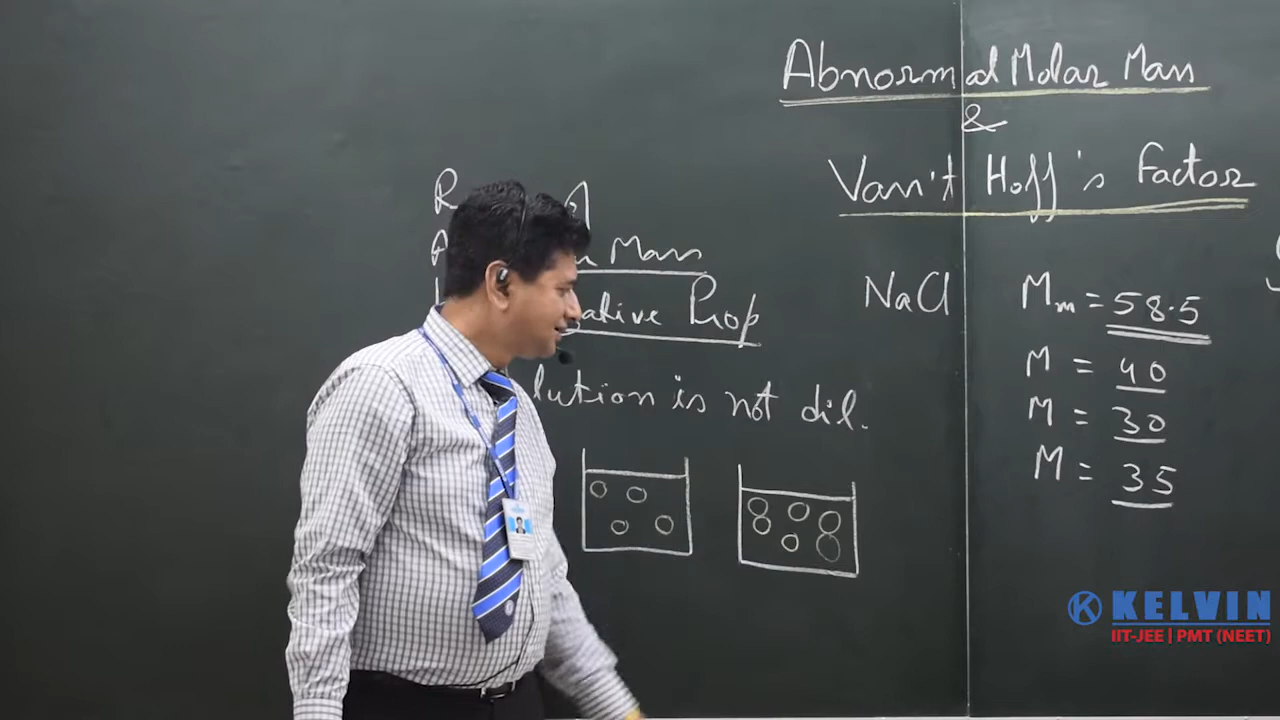 Abnormal Molar Mass
&
Van't Hoff's Factor
Mass
Prop
lution is not dil.
NaCl Mm = 58.5
M = 40
M = 30
M = 35
KELVIN
IIT-JEE | PMT (NEET)